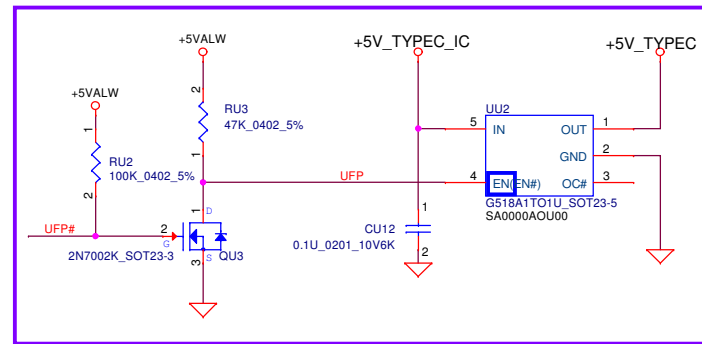 +5VALW
+5V_TYPEC_IC
+5V_TYPEC
+5VALW
2
RU3
47K_0402_5%
1
1
RU2
100K_0402_5%
2
UU2
5
IN
OUT
1
GND
2
UFP
4
EN(EN#)
OC#
3
G518A1TO1U_SOT23-5
SA0000AOU00
UFP#
2
G
1
D
S
3
QU3
2N7002K_SOT23-3
1
CU12
0.1U_0201_10V6K
2